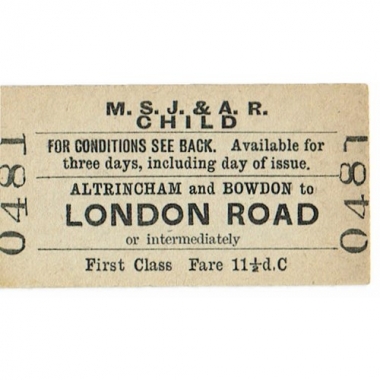 M. S. J. & A. R.
CHILD
FOR CONDITIONS SEE BACK. Available for
three days, including day of issue.
ALTRINCHAM and BOWDON to
LONDON ROAD
or intermediately
First Class Fare 11½d.C
0481
0481